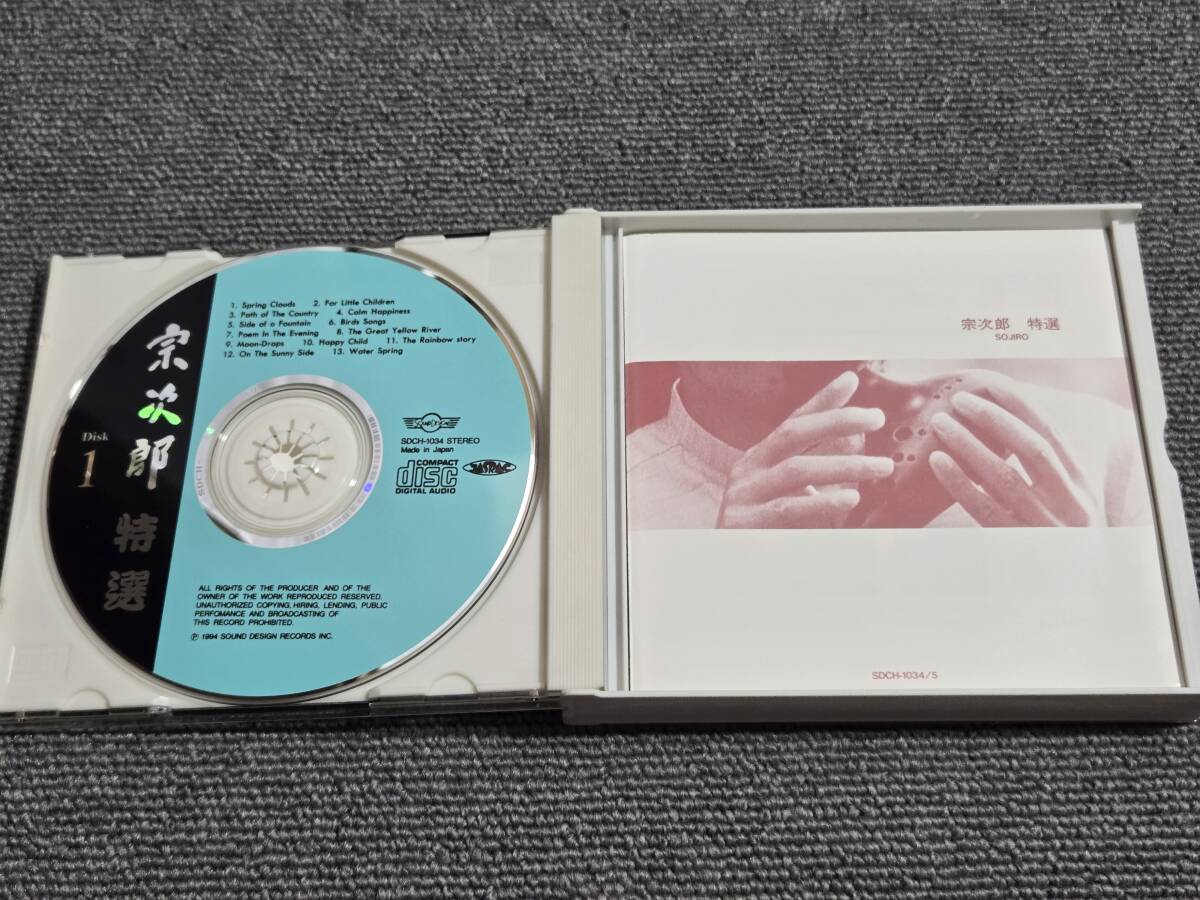 宗次郎 特選
Disk
1
1. Spring Clouds 2. For Little Children
3. Path of The Country 4. Calm Happiness
5. Side of a Fountain 6. Birds Songs
7. Poem In The Evening 8. The Great Yellow River
9. Moon-Drops 10. Happy Child 11. The Rainbow story
12. On The Sunny Side 13. Water Spring
SDCH-1034 STEREO
Made in Japan
COMPACT
disc
DIGITAL AUDIO
JASRAC
ALL RIGHTS OF THE PRODUCER AND OF THE
OWNER OF THE WORK REPRODUCED RESERVED.
UNAUTHORIZED COPYING, HIRING, LENDING, PUBLIC
PERFOMANCE AND BROADCASTING OF
THIS RECORD PROHIBITED.
Ⓟ 1994 SOUND DESIGN RECORDS INC.
宗次郎 特選
SOJIRO
SDCH-1034/5